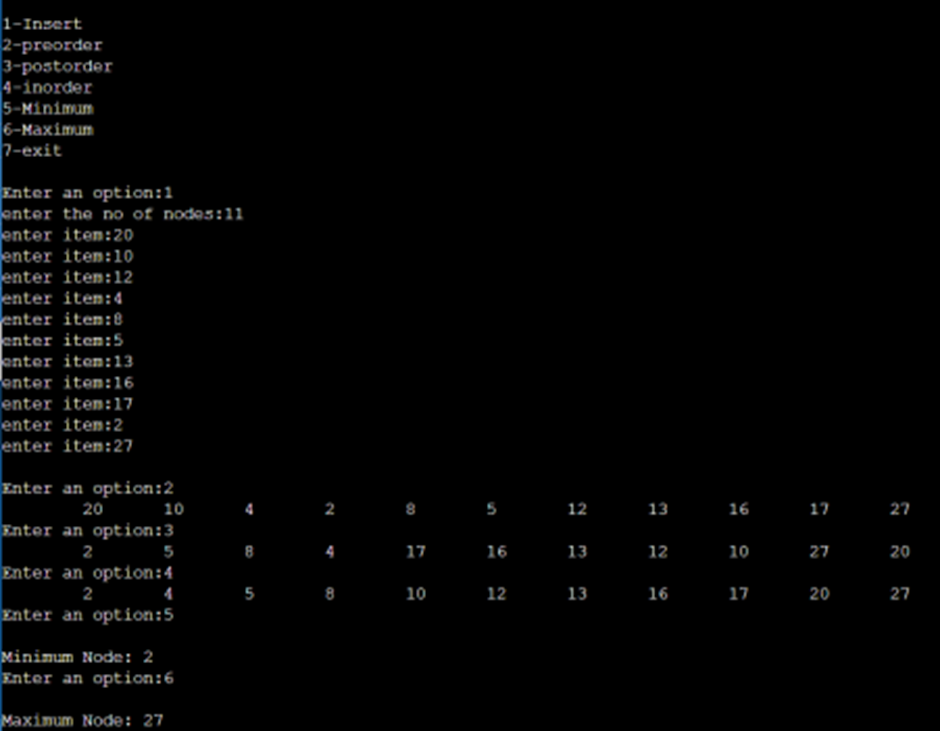 1-Insert
2-preorder
3-postorder
4-inorder
5-Minimum
6-Maximum
7-exit
Enter an option:1
enter the no of nodes:11
enter item:20
enter item:10
enter item:12
enter item:4
enter item:8
enter item:5
enter item:13
enter item:16
enter item:17
enter item:2
enter item:27
Enter an option:2
20 10 4 2 8 5 12 13 16 17 27
Enter an option:3
2 5 8 4 17 16 13 12 10 27 20
Enter an option:4
2 4 5 8 10 12 13 16 17 20 27
Enter an option:5
Minimum Node: 2
Enter an option:6
Maximum Node: 27